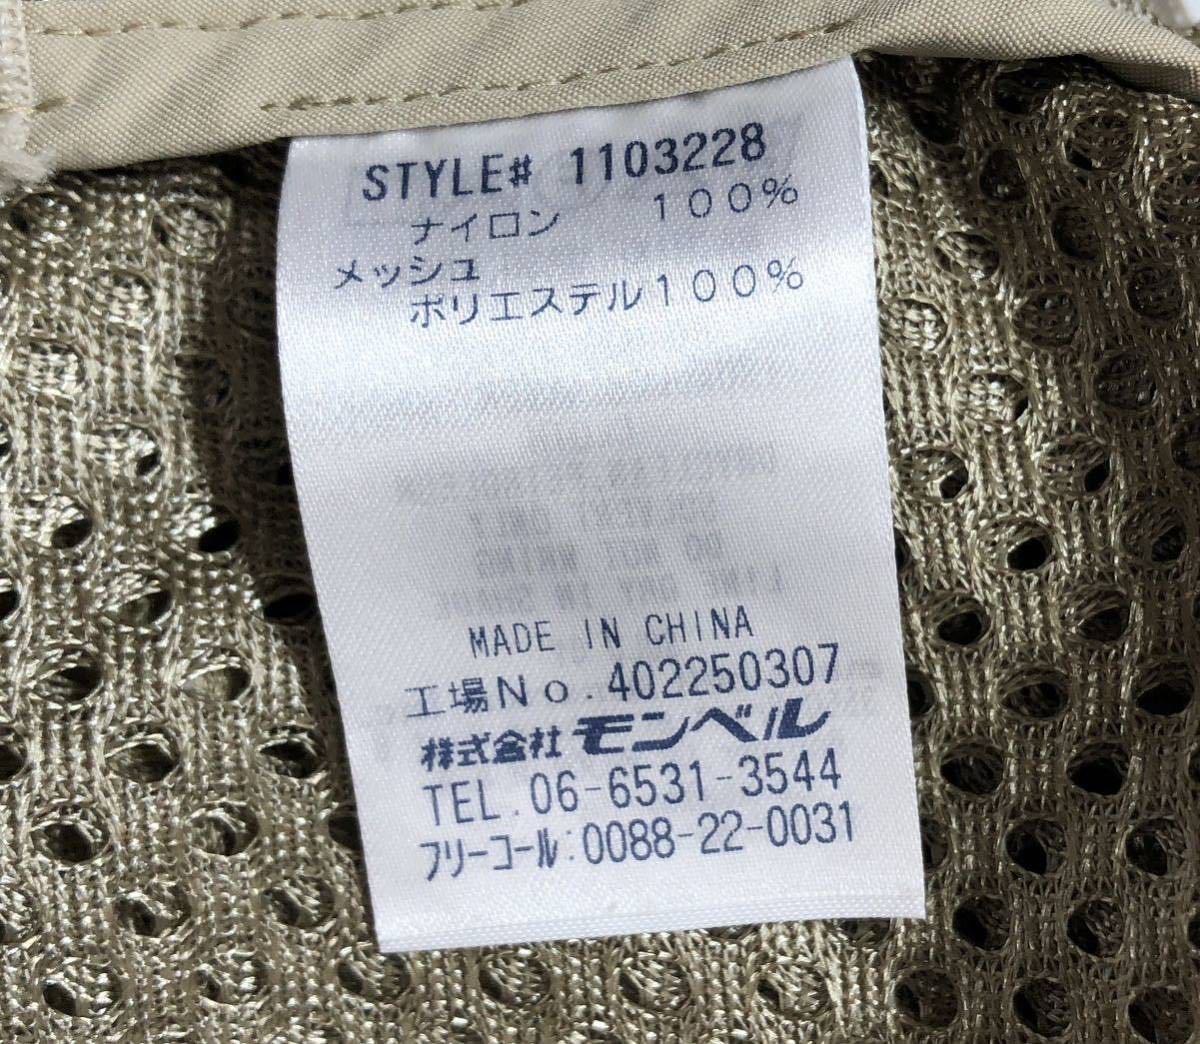 STYLE# 1103228
ナイロン 100%
メッシュ
ポリエステル100%
MADE IN CHINA
工場No.402250307
株式会社モンベル
TEL.06-6531-3544
フリーコール:0088-22-0031